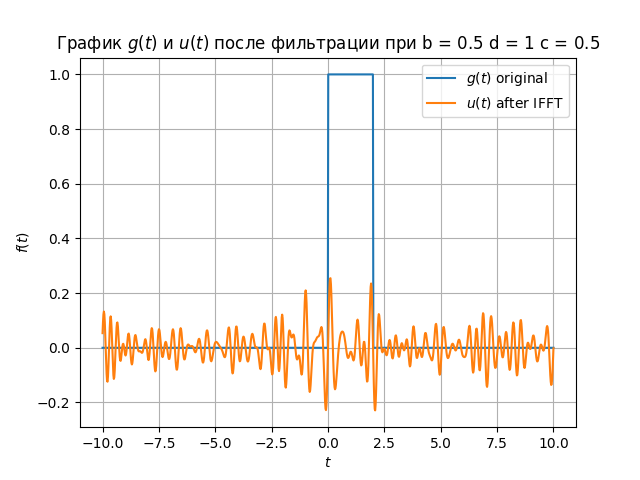 График g(t) и u(t) после фильтрации при b = 0.5 d = 1 c = 0.5
g(t) original
u(t) after IFFT
1.0
0.8
0.6
0.4
0.2
0.0
−0.2
f(t)
−10.0 −7.5 −5.0 −2.5 0.0 2.5 5.0 7.5 10.0
t